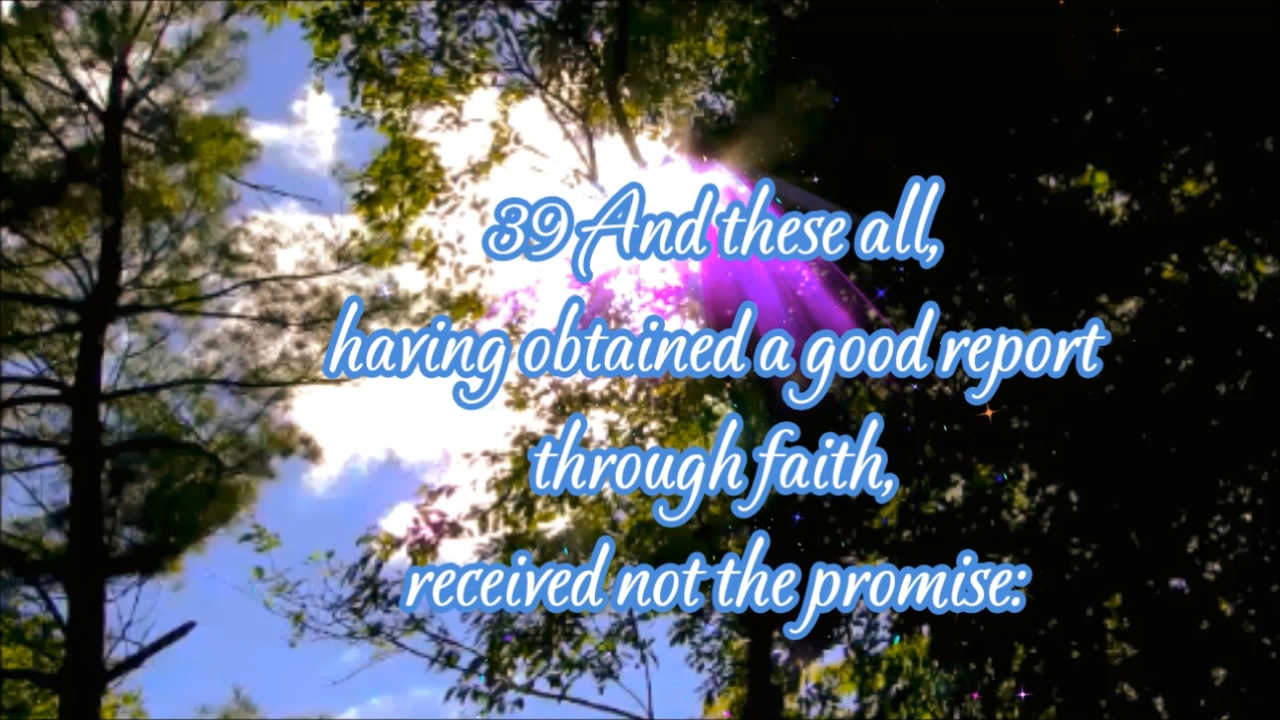 39 And these all,
having obtained a good report
through faith,
received not the promise: